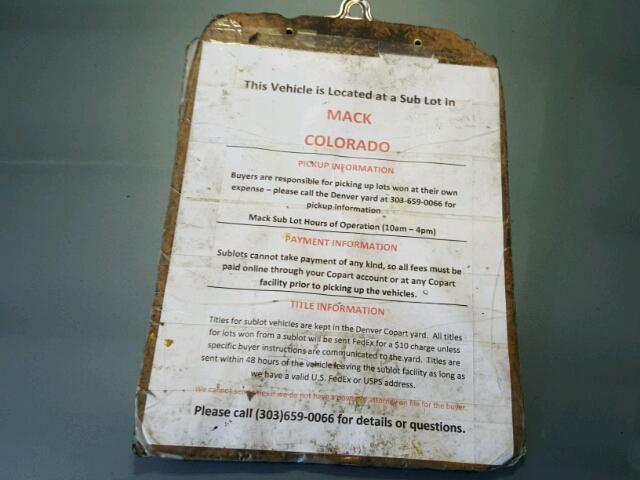 This Vehicle is Located at a Sub Lot in
MACK
COLORADO
PICKUP INFORMATION
Buyers are responsible for picking up lots won at their own
expense – please call the Denver yard at 303-659-0066 for
pickup information
Mack Sub Lot Hours of Operation (10am – 4pm)
PAYMENT INFORMATION
Sublots cannot take payment of any kind, so all fees must be
paid online through your Copart account or at any Copart
facility prior to picking up the vehicles.
TITLE INFORMATION
Titles for sublot vehicles are kept in the Denver Copart yard. All titles
for lots won from a sublot will be sent FedEx for a $10 charge unless
specific buyer instructions are communicated to the yard. Titles are
sent within 48 hours of the vehicle leaving the sublot facility as long as
we have a valid U.S. FedEx or USPS address.
We cannot if we do not have a power of attorney on file for the buyer
Please call (303)659-0066 for details or questions.